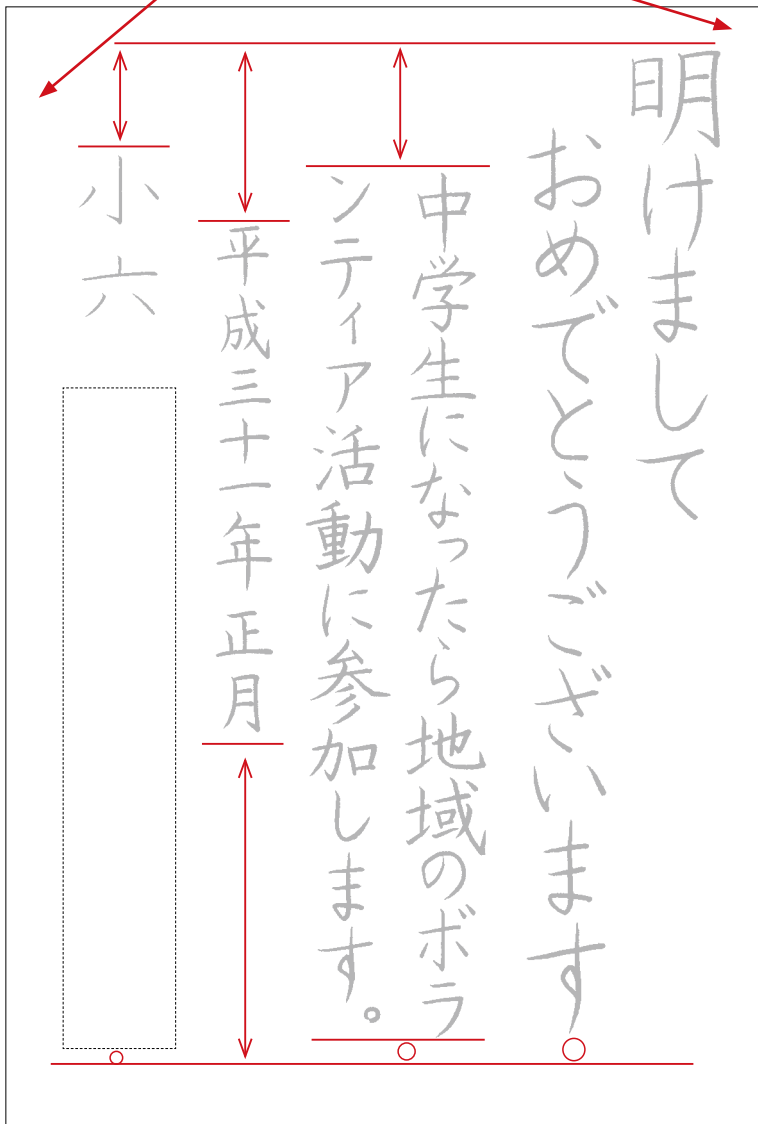 明けまして
おめでとうございます
中学生になったら地域のボラ
ンティア活動に参加します。
平成三十一年 正月
小六